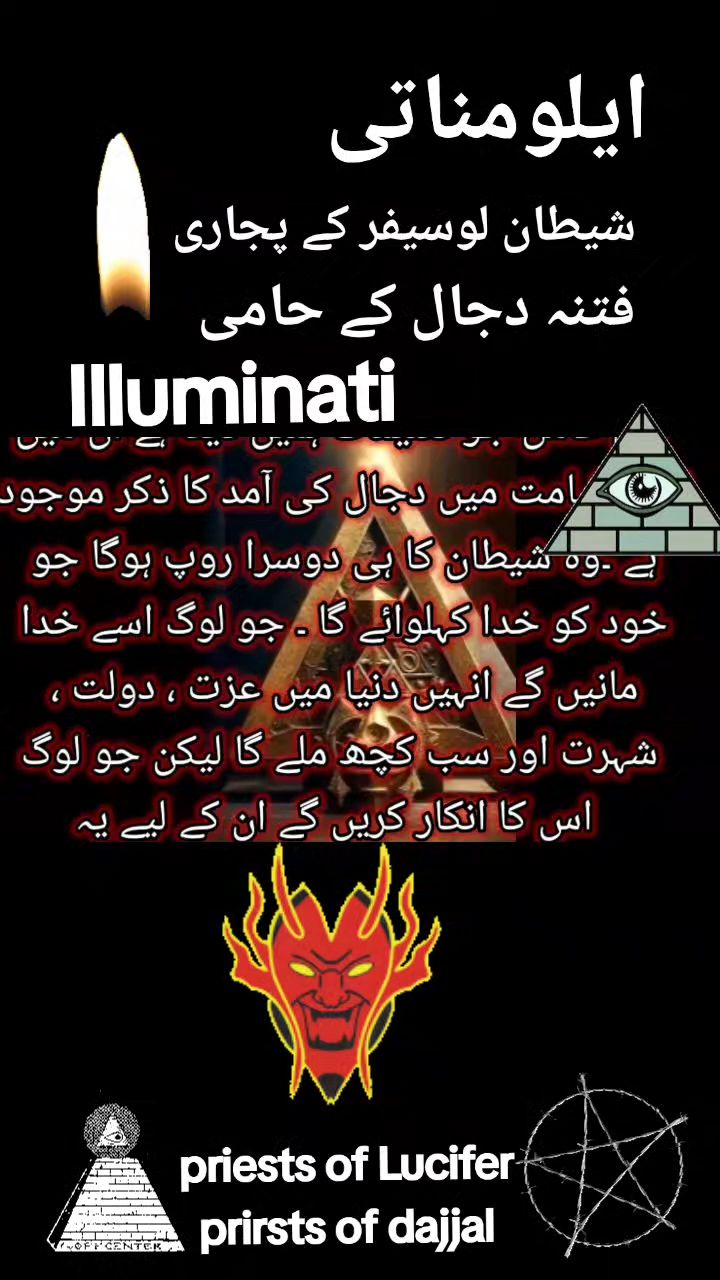 ایلومناتی
شیطان لوسیفر کے پجاری
فتنہ دجال کے حامی
Illuminati
میں دجال کی آمد کا ذکر موجود
ہے ۔وہ شیطان کا ہی دوسرا روپ ہوگا جو
خود کو خدا کہلوائے گا ۔ جو لوگ اسے خدا
مانیں گے انہیں دنیا میں عزت ، دولت ،
شہرت اور سب کچھ ملے گا لیکن جو لوگ
اس کا انکار کریں گے ان کے لیے یہ
OFF CENTER
priests of Lucifer
prirsts of dajjal